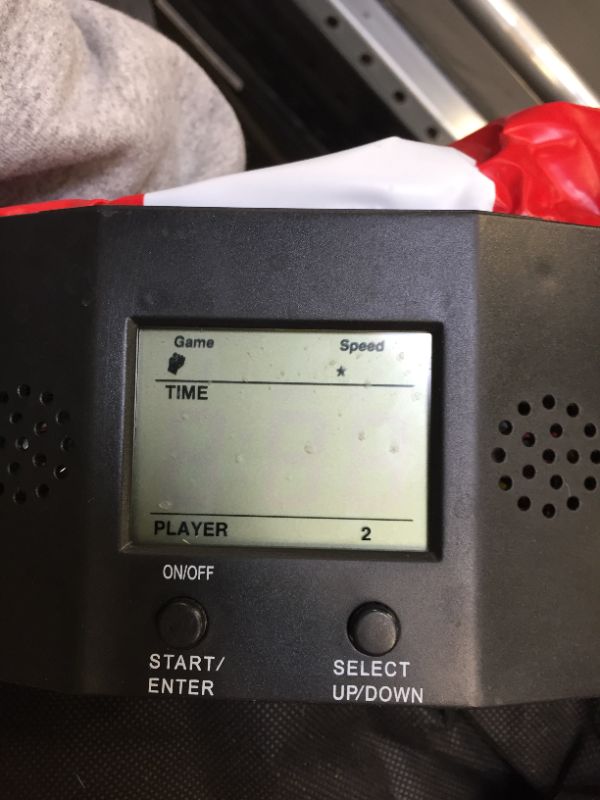 Game Speed
TIME
PLAYER 2
ON/OFF
START/
ENTER
SELECT
UP/DOWN